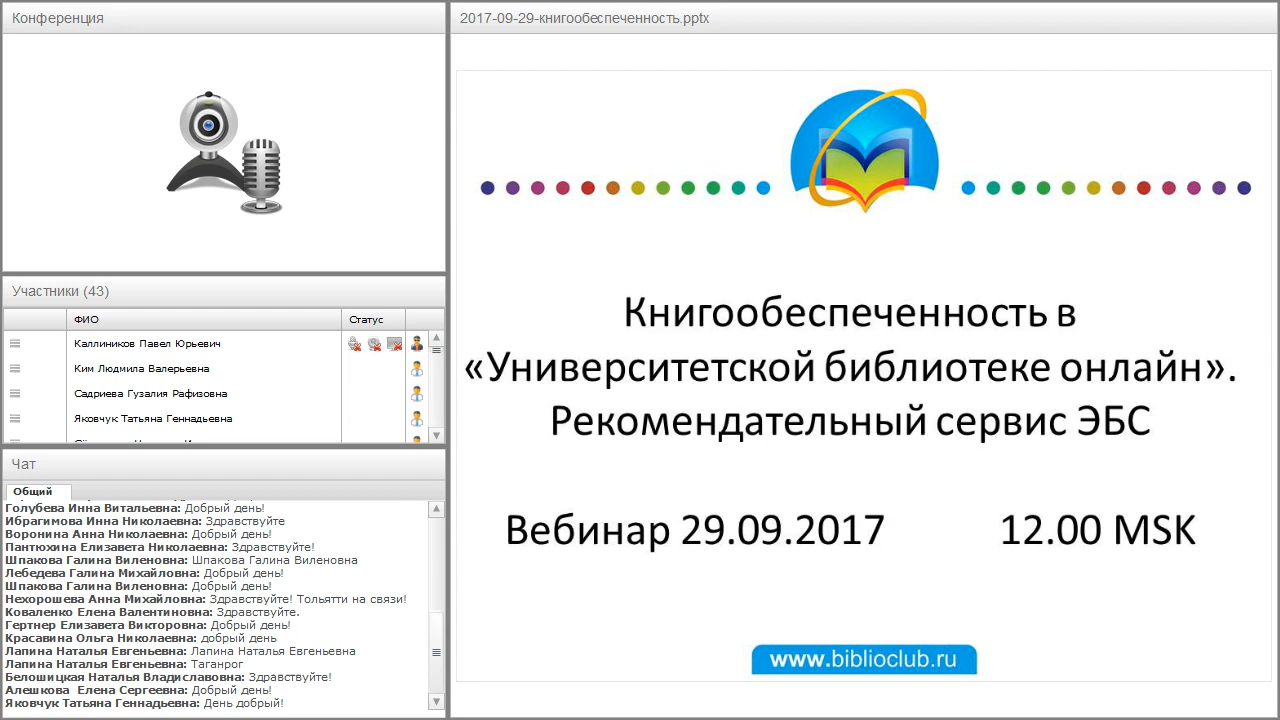 Конференция
Участники (43)
ФИО Статус
Каллиников Павел Юрьевич
Ким Людмила Валерьевна
Садриева Гузалия Рафизовна
Яковчук Татьяна Геннадьевна
Чат
Общий
Голубева Инна Витальевна: Добрый день!
Ибрагимова Инна Николаевна: Здравствуйте
Воронина Анна Николаевна: Добрый день!
Пантюхина Елизавета Николаевна: Здравствуйте!
Шпакова Галина Виленовна: Шпакова Галина Виленовна
Лебедева Галина Михайловна: Добрый день!
Шпакова Галина Виленовна: Добрый день!
Нехорошева Анна Михайловна: Здравствуйте! Тольятти на связи!
Коваленко Елена Валентиновна: Здравствуйте.
Гертнер Елизавета Викторовна: Добрый день!
Красавина Ольга Николаевна: добрый день
Лапина Наталья Евгеньевна: Лапина Наталья Евгеньевна
Лапина Наталья Евгеньевна: Таганрог
Белошицкая Наталья Владиславовна: Здравствуйте!
Алешкова Елена Сергеевна: Добрый день!
Яковчук Татьяна Геннадьевна: День добрый!
2017-09-29-книгообеспеченность.pptx
Книгообеспеченность в
«Университетской библиотеке онлайн».
Рекомендательный сервис ЭБС
Вебинар 29.09.2017 12.00 MSK
www.biblioclub.ru